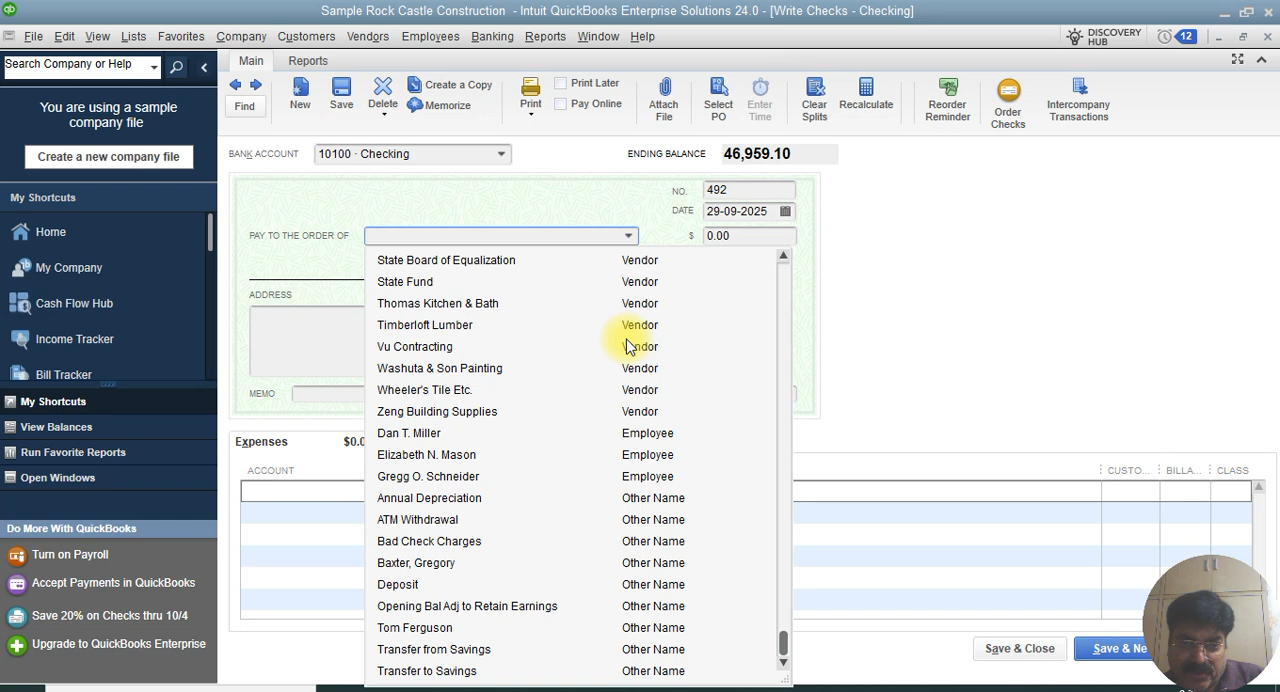 Sample Rock Castle Construction - Intuit QuickBooks Enterprise Solutions 24.0 - [Write Checks - Checking]
File Edit View Lists Favorites Company Customers Vendors Employees Banking Reports Window Help
DISCOVERY HUB
12
Search Company or Help
You are using a sample
company file
Create a new company file
My Shortcuts
Home
My Company
Cash Flow Hub
Income Tracker
Bill Tracker
My Shortcuts
View Balances
Run Favorite Reports
Open Windows
Do More With QuickBooks
Turn on Payroll
Accept Payments in QuickBooks
Save 20% on Checks thru 10/4
Upgrade to QuickBooks Enterprise
Main Reports
Find
New
Save
Delete
Create a Copy
Memorize
Print
Print Later
Pay Online
Attach
File
Select
PO
Enter
Time
Clear
Splits
Recalculate
Reorder
Reminder
Order
Checks
Intercompany
Transactions
BANK ACCOUNT 10100 · Checking ENDING BALANCE 46,959.10
NO. 492
DATE 29-09-2025
PAY TO THE ORDER OF $ 0.00
ADDRESS
MEMO
State Board of Equalization Vendor
State Fund Vendor
Thomas Kitchen & Bath Vendor
Timberloft Lumber Vendor
Vu Contracting Vendor
Washuta & Son Painting Vendor
Wheeler's Tile Etc. Vendor
Zeng Building Supplies Vendor
Dan T. Miller Employee
Elizabeth N. Mason Employee
Gregg O. Schneider Employee
Annual Depreciation Other Name
ATM Withdrawal Other Name
Bad Check Charges Other Name
Baxter, Gregory Other Name
Deposit Other Name
Opening Bal Adj to Retain Earnings Other Name
Tom Ferguson Other Name
Transfer from Savings Other Name
Transfer to Savings Other Name
Expenses $0.0
ACCOUNT CUSTO... BILLA... CLASS
Save & Close Save & Ne